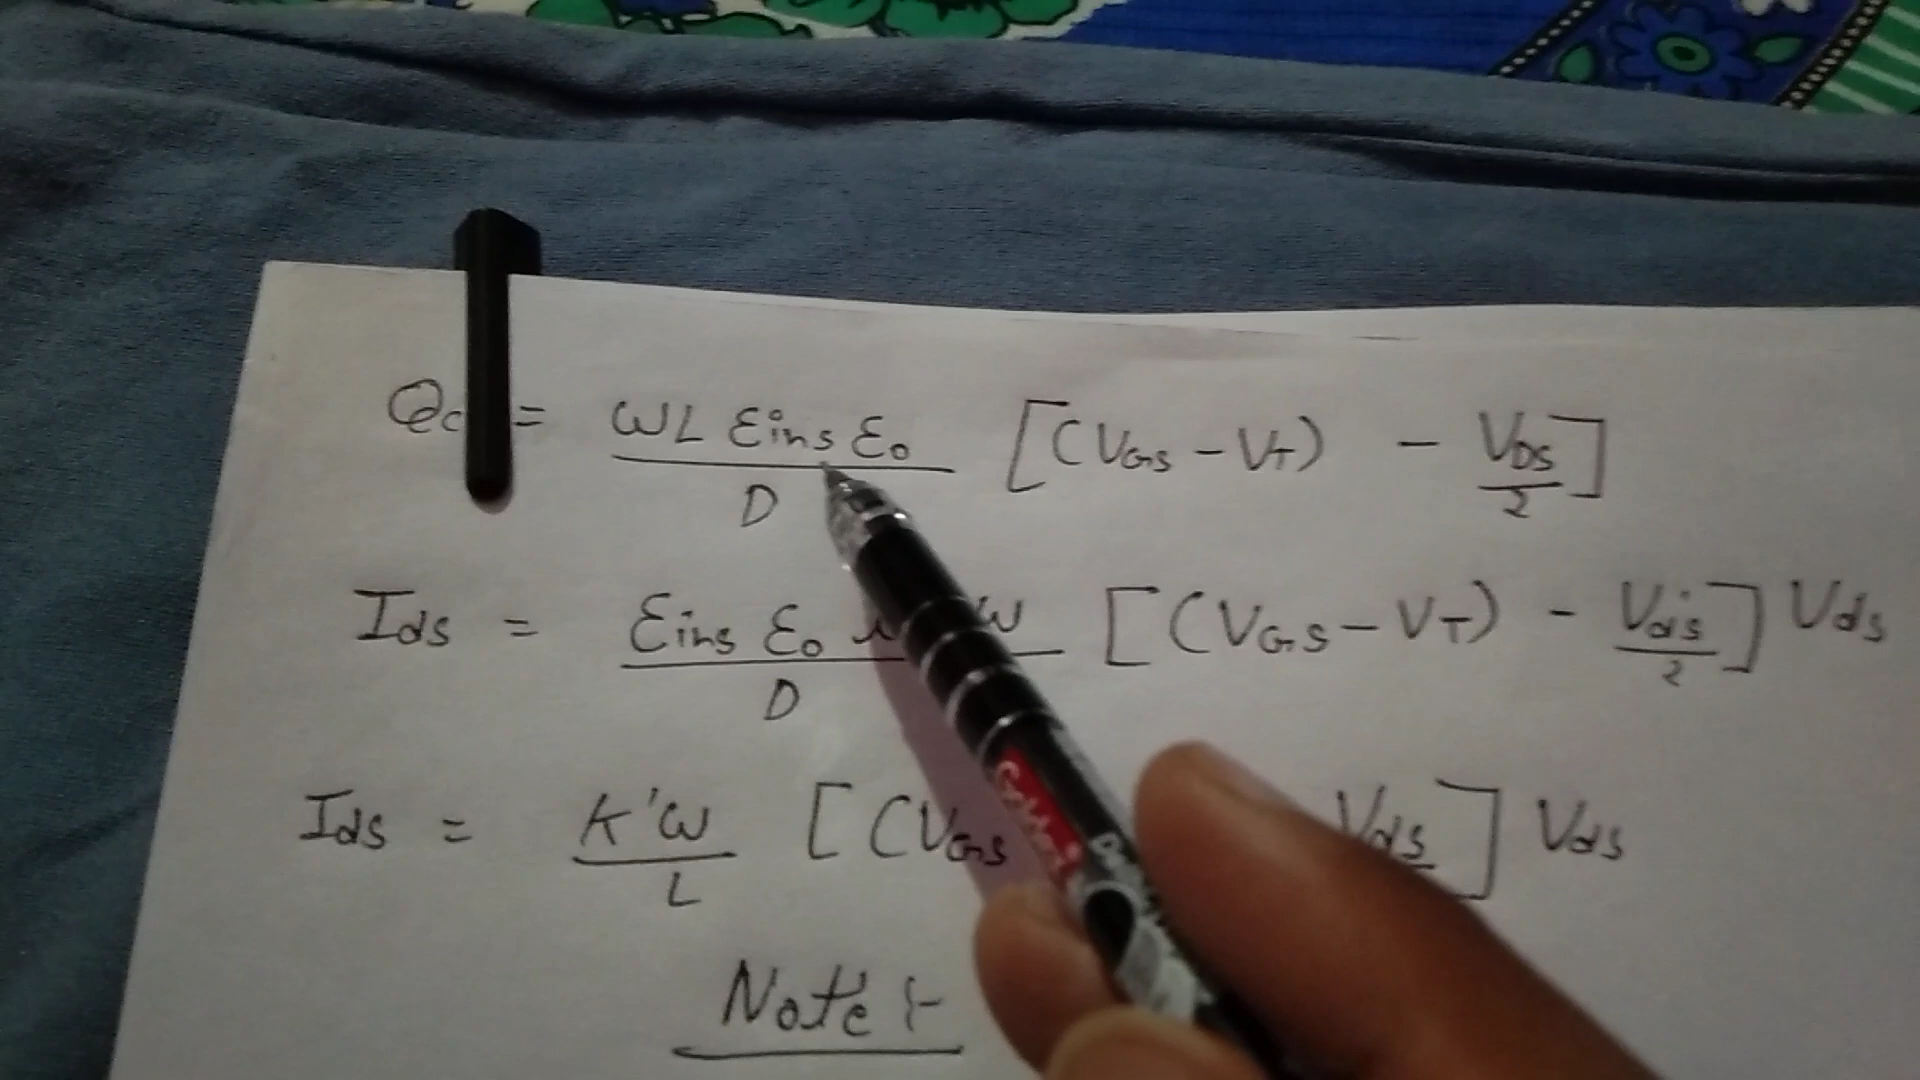 Qc = WL εins ε₀ / D [(VGS - VT) - VDS / 2]
Ids = εins ε₀ W / D [(VGS - VT) - Vds / 2] Vds
Ids = K'W / L [(VGS Vds ] Vds
Note :-